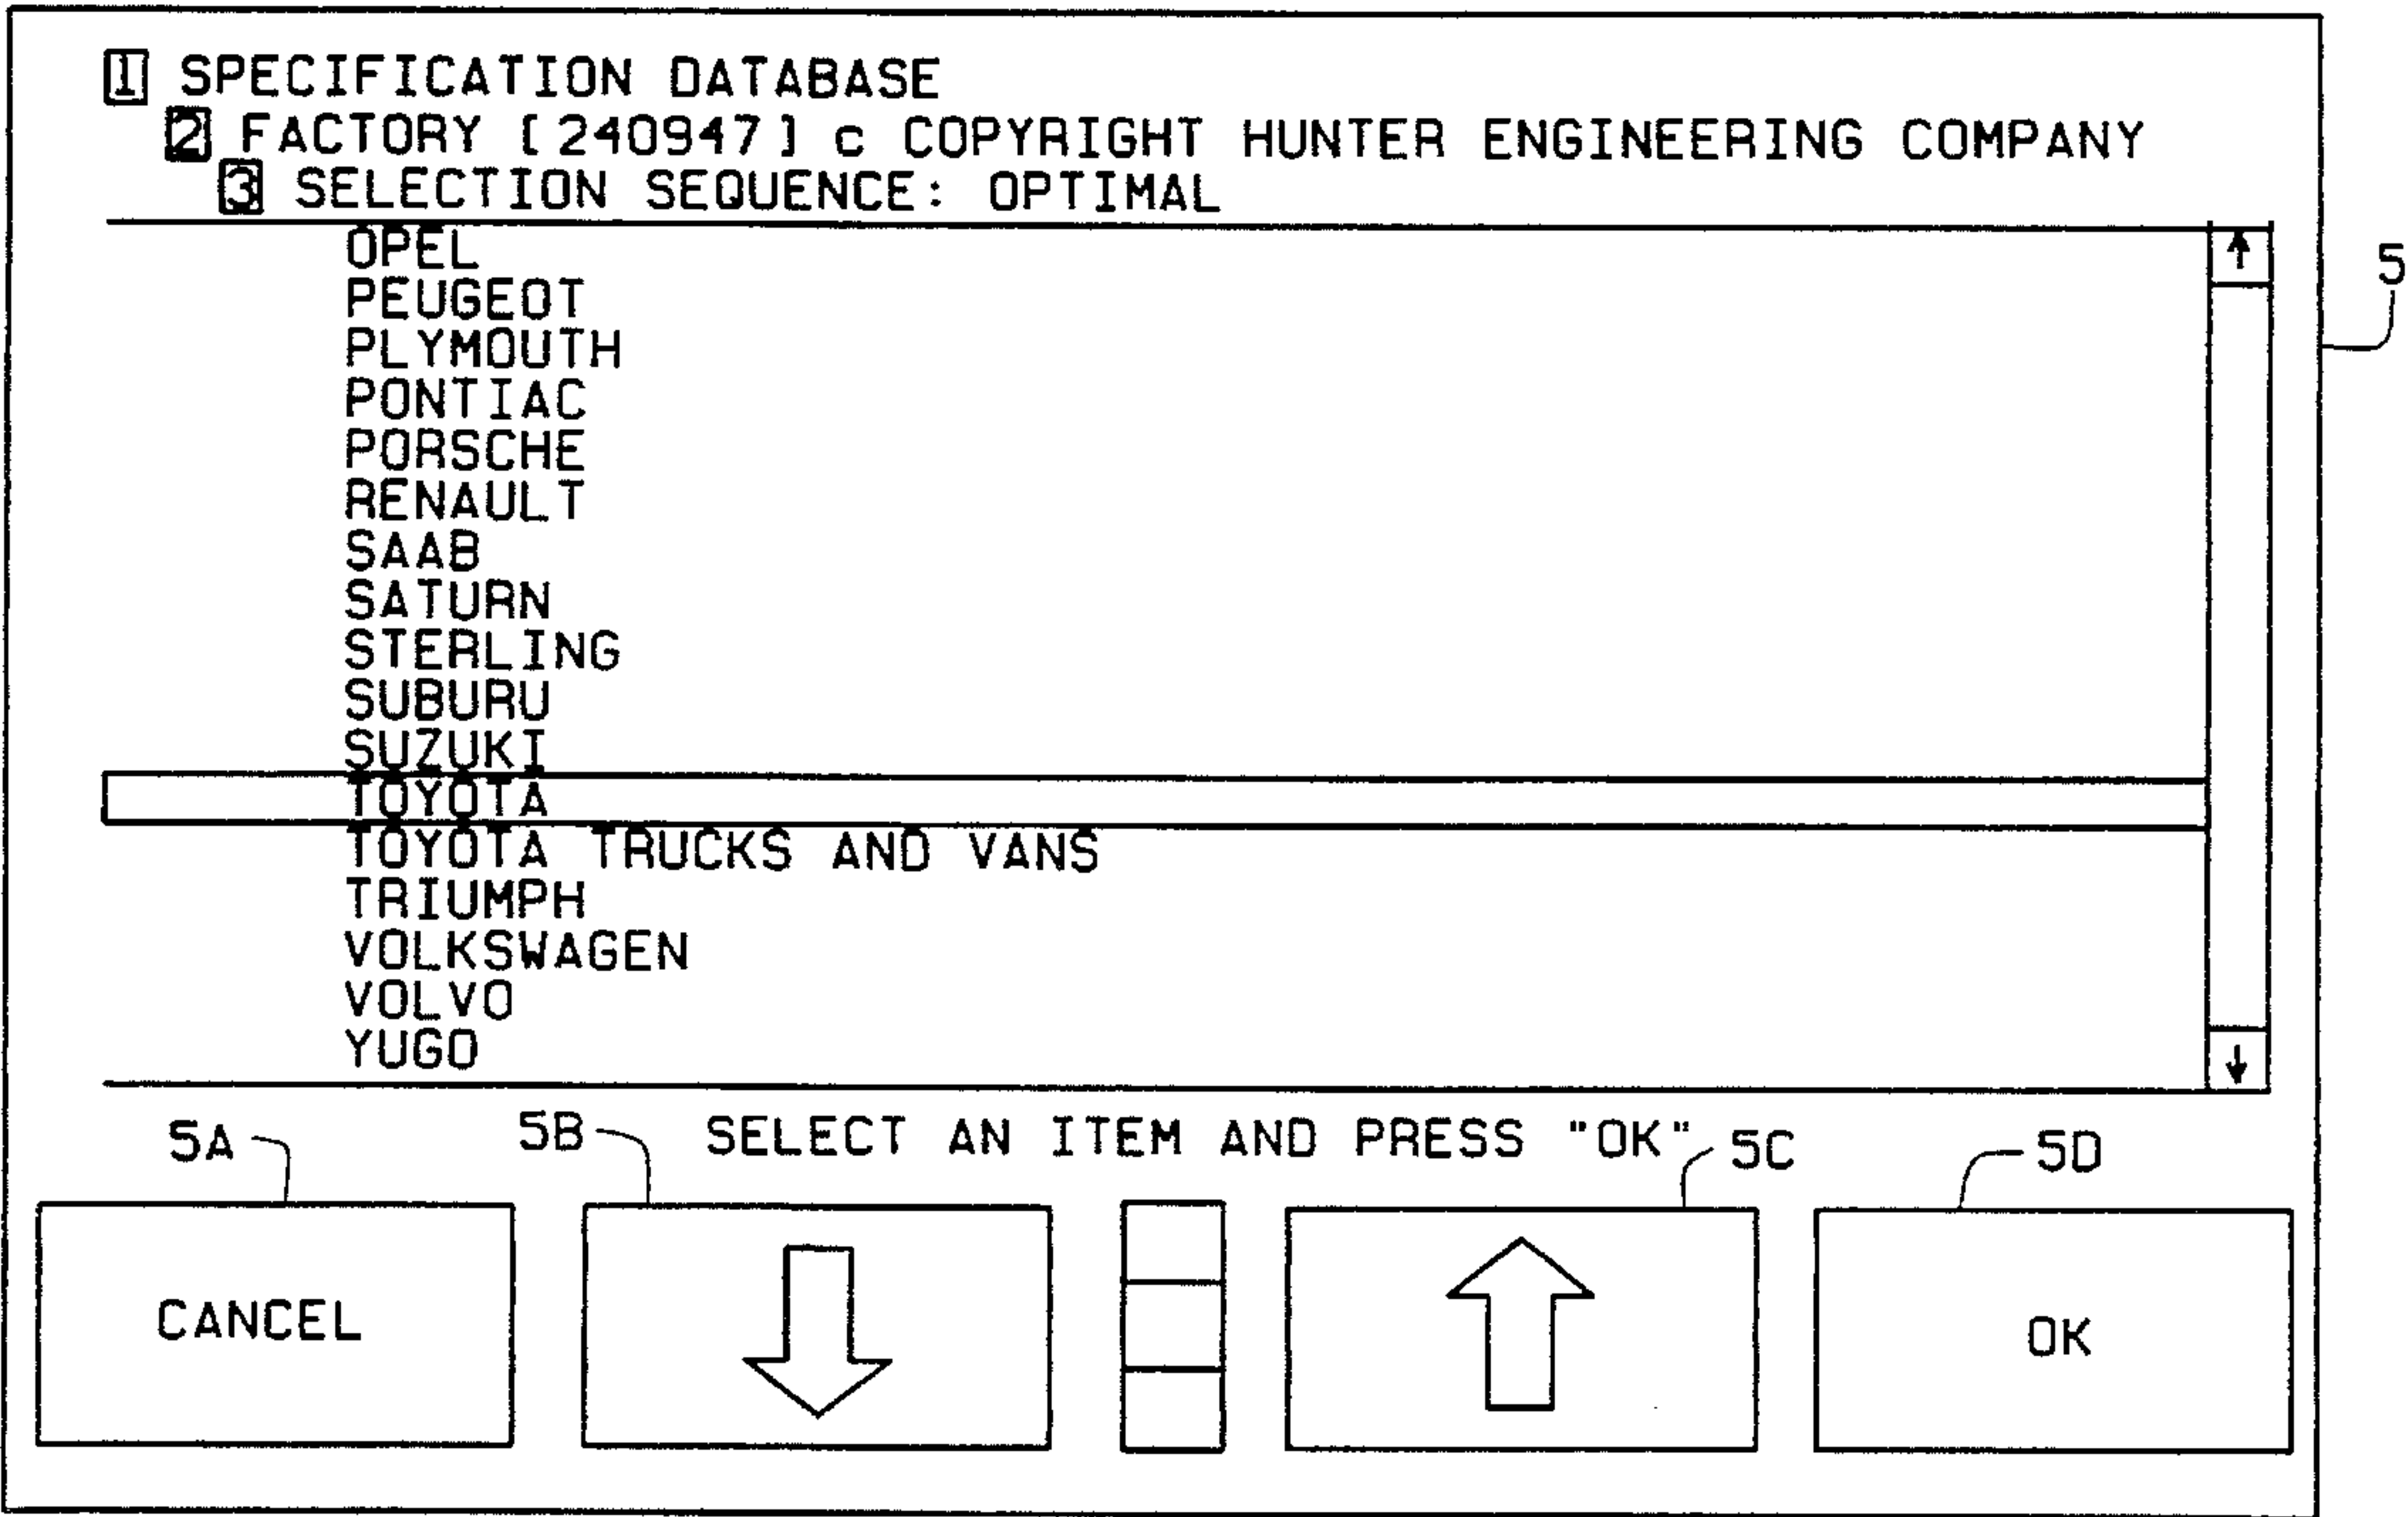 1 SPECIFICATION DATABASE
2 FACTORY [240947] c COPYRIGHT HUNTER ENGINEERING COMPANY
3 SELECTION SEQUENCE: OPTIMAL
OPEL
PEUGEOT
PLYMOUTH
PONTIAC
PORSCHE
RENAULT
SAAB
SATURN
STERLING
SUBURU
SUZUKI
TOYOTA
TOYOTA TRUCKS AND VANS
TRIUMPH
VOLKSWAGEN
VOLVO
YUGO
5
SELECT AN ITEM AND PRESS "OK"
5A
5B
5C
5D
CANCEL
OK